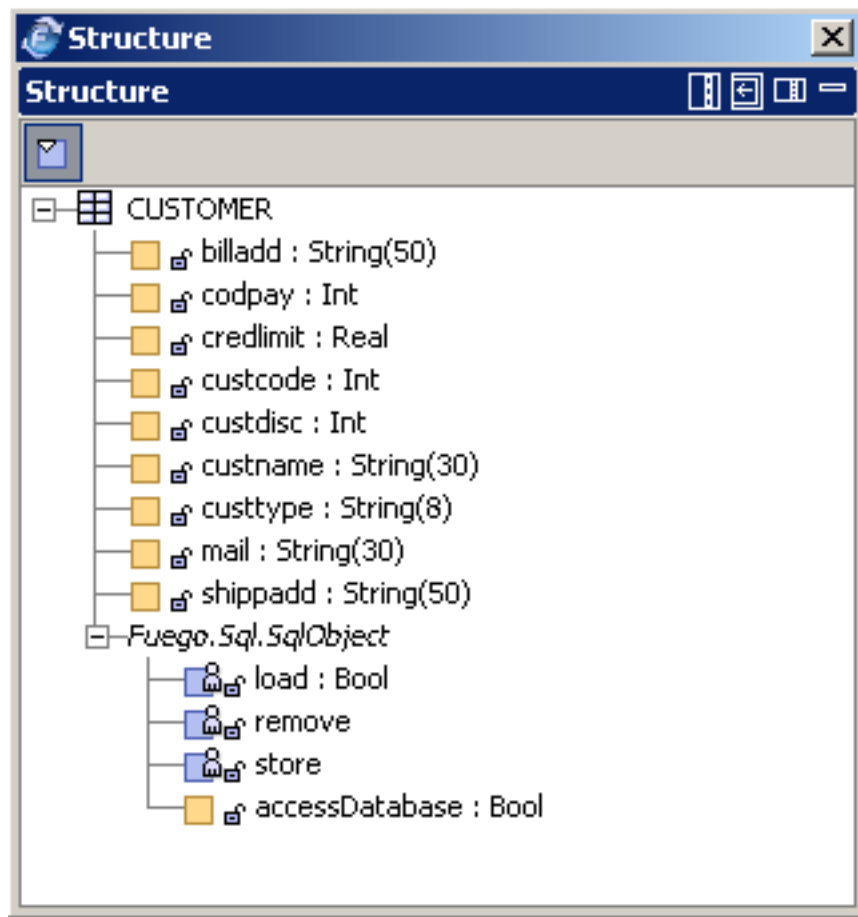 Structure
Structure
CUSTOMER
billadd : String(50)
codpay : Int
credlimit : Real
custcode : Int
custdisc : Int
custname : String(30)
custtype : String(8)
mail : String(30)
shippadd : String(50)
Fuego.Sql.SqlObject
load : Bool
remove
store
accessDatabase : Bool